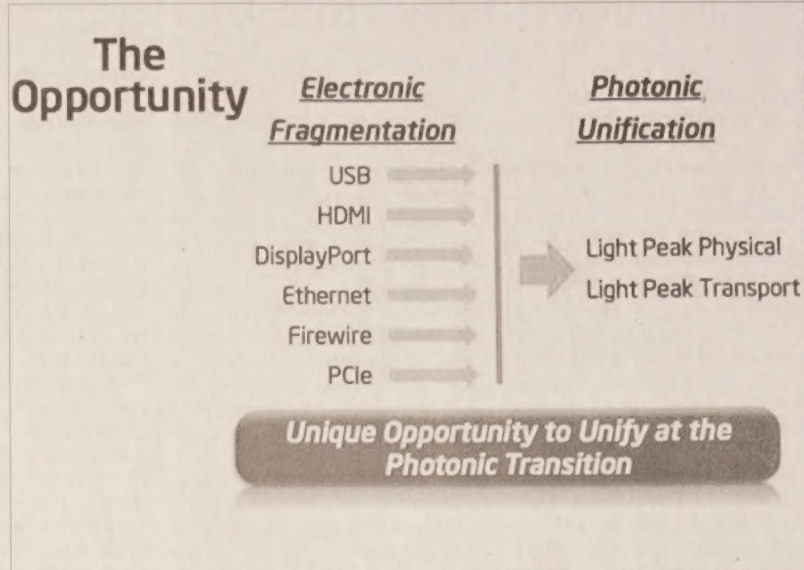 The
Opportunity
Electronic
Fragmentation
Photonic
Unification
USB
HDMI
DisplayPort
Ethernet
Firewire
PCIe
Light Peak Physical
Light Peak Transport
Unique Opportunity to Unify at the
Photonic Transition